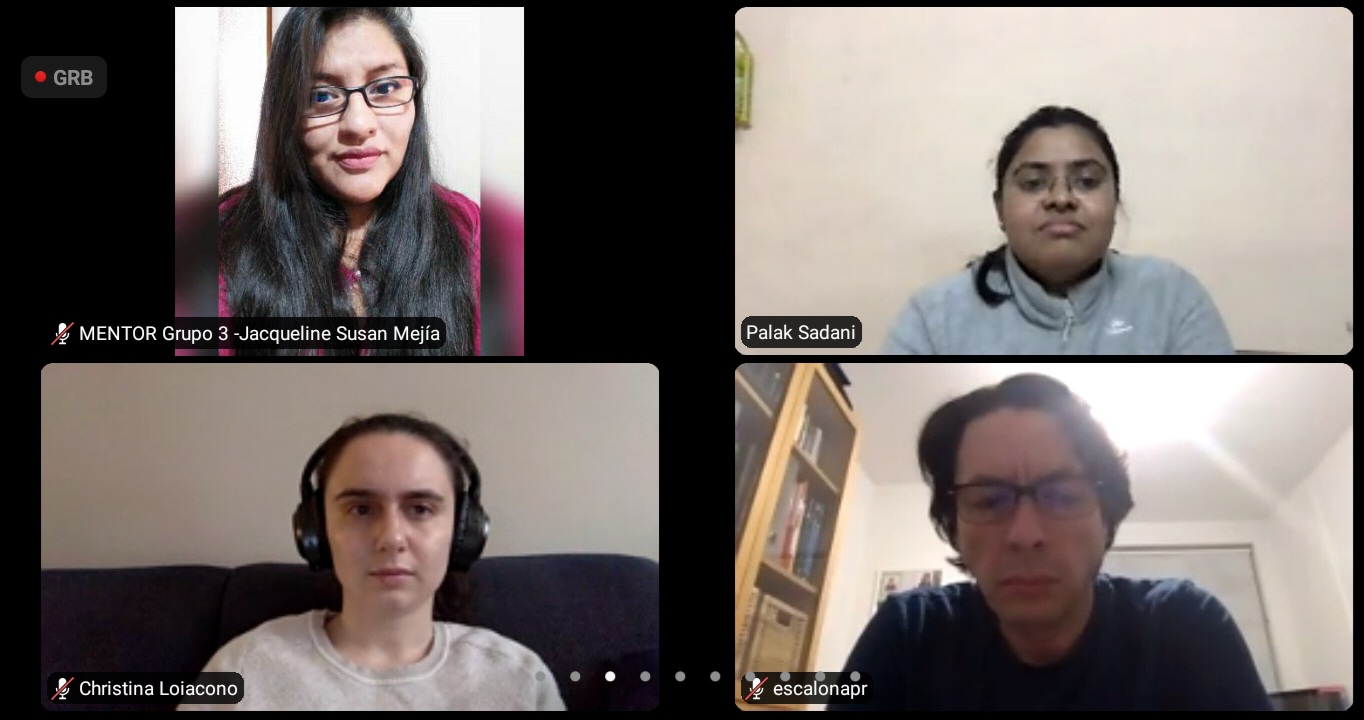 GRB
MENTOR Grupo 3 -Jacqueline Susan Mejía
Palak Sadani
Christina Loiacono
escalonapr